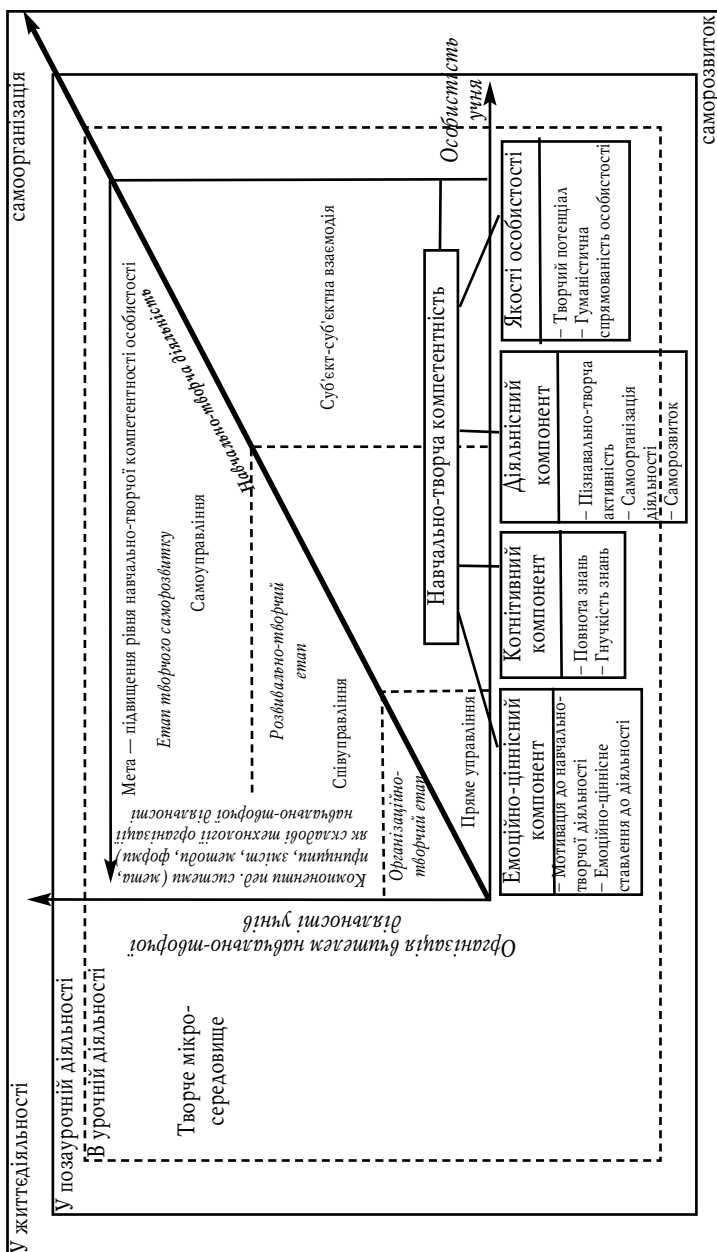 У життєдіяльності
самоорганізація
У позаурочній діяльності
В урочній діяльності
Творче мікро-
середовище
Організація вчителем навчально-творчої
діяльності учнів
Компоненти пед. системи (мета,
принципи, зміст, методи, форми)
як складові технології організації
навчально-творчої діяльності
Мета — підвищення рівня навчально-творчої компетентності особистості
Етап творчого саморозвитку
Самоуправління
Навчально-творча діяльність
Розвивально-творчий
етап
Співуправління
Суб'єкт-суб'єктна взаємодія
Організаційно-
творчий етап
Пряме управління
Особистість
учня
Навчально-творча компетентність
Емоційно-ціннісний
компонент
– Мотивація до навчально-
творчої діяльності
– Емоційно-ціннісне
ставлення до діяльності
Когнітивний
компонент
– Повнота знань
– Гнучкість знань
Діяльнісний
компонент
– Пізнавально-творча
активність
– Самоорганізація
діяльності
– Саморозвиток
Якості особистості
– Творчий потенціал
– Гуманістична
спрямованість особистості
саморозвиток